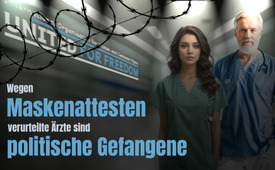 UNITED FOR FREEDOM
Wegen
Maskenattesten
verurteilte Ärzte sind
politische Gefangene